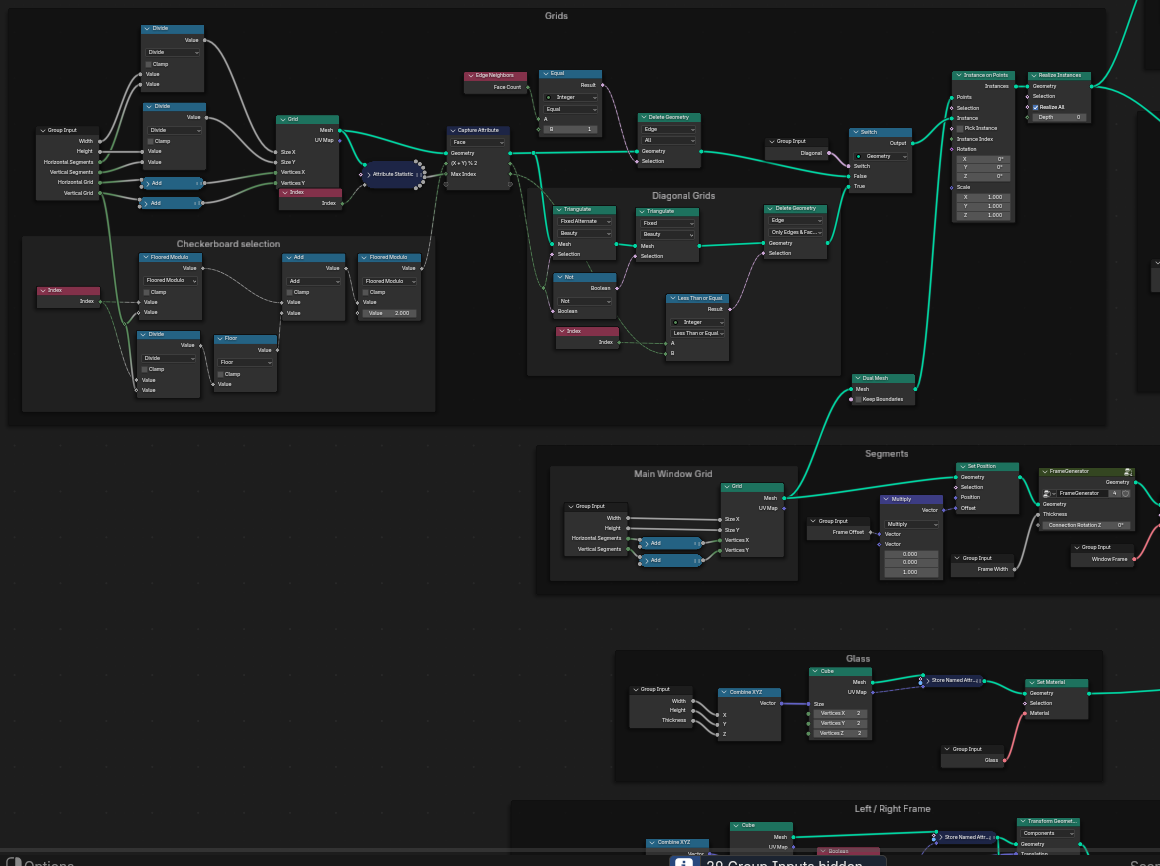 Grids
Divide
Value
Divide
Clamp
Value
Value
Divide
Value
Divide
Clamp
Value
Value
Group Input
Width
Height
Horizontal Segments
Vertical Segments
Horizontal Grid
Vertical Grid
Add
Add
Grid
Mesh
UV Map
Size X
Size Y
Vertices X
Vertices Y
Index
Index
Attribute Statistic
Capture Attribute
Face
Geometry
(X + Y) % 2
Max Index
Edge Neighbors
Face Count
Equal
Result
Integer
Equal
A
B 1
Delete Geometry
Edge
All
Geometry
Selection
Group Input
Diagonal
Switch
Output
Geometry
Switch
False
True
Instance on Points
Instances
Points
Selection
Instance
Pick Instance
Instance Index
Rotation
X 0°
Y 0°
Z 0°
Scale
X 1.000
Y 1.000
Z 1.000
Realize Instances
Geometry
Selection
Realize All
Depth 0
Checkerboard selection
Index
Index
Floored Modulo
Value
Floored Modulo
Clamp
Value
Value
Divide
Value
Divide
Clamp
Value
Value
Floor
Value
Floor
Clamp
Value
Add
Value
Add
Clamp
Value
Value
Floored Modulo
Value
Floored Modulo
Clamp
Value
Value 2.000
Diagonal Grids
Triangulate
Fixed Alternate
Beauty
Mesh
Selection
Triangulate
Fixed
Beauty
Mesh
Selection
Not
Boolean
Not
Boolean
Index
Index
Less Than or Equal
Result
Integer
Less Than or Equal
A
B
Delete Geometry
Edge
Only Edges & Fac...
Geometry
Selection
Dual Mesh
Mesh
Keep Boundaries
Segments
Main Window Grid
Group Input
Width
Height
Horizontal Segments
Vertical Segments
Add
Add
Grid
Mesh
UV Map
Size X
Size Y
Vertices X
Vertices Y
Group Input
Frame Offset
Multiply
Vector
Multiply
Vector
Vector
0.000
0.000
1.000
Set Position
Geometry
Selection
Position
Offset
Group Input
Frame Width
FrameGenerator
Geometry
FrameGenerator 4
Geometry
Thickness
Connection Rotation Z 0°
Group Input
Window Frame
Glass
Group Input
Width
Height
Thickness
Combine XYZ
Vector
X
Y
Z
Cube
Mesh
UV Map
Size
Vertices X 2
Vertices Y 2
Vertices Z 2
Store Named Attr...
Set Material
Geometry
Selection
Material
Group Input
Glass
Left / Right Frame
Combine XYZ
Vector
Cube
Mesh
UV Map
Boolean
Store Named Attr...
Transform Geomet...
Components
Geometry
Translation
Options